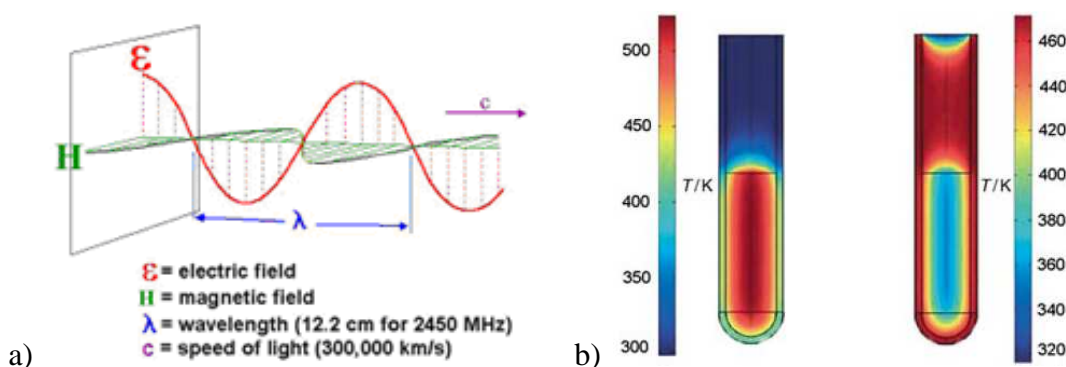 ε
H
c
λ
ε = electric field
H = magnetic field
λ = wavelength (12.2 cm for 2450 MHz)
c = speed of light (300,000 km/s)
a)
500
450
400
350
300
T/K
460
440
420
400
380
360
340
320
T/K
b)